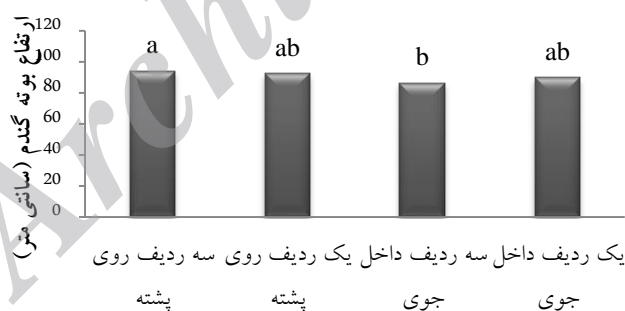 ارتفاع بوته گندم (سانتی متر)
120
100
80
60
40
20
0
a
ab
b
ab
سه ردیف روی پشته
یک ردیف روی پشته
سه ردیف داخل جوی
یک ردیف داخل جوی